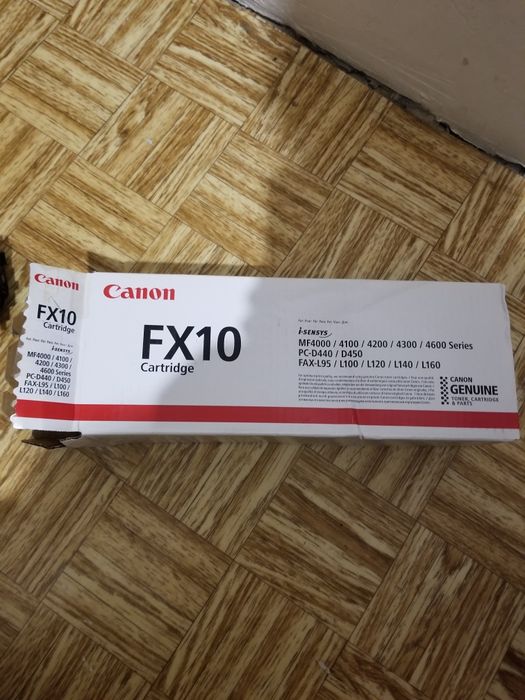 Canon
FX10
Cartridge
i-SENSYS
MF4000 / 4100 /
4200 / 4300 /
4600 Series
PC-D440 / D450
FAX-L95 / L100 /
L120 / L140 / L160
Canon
FX10
Cartridge
i-SENSYS
MF4000 / 4100 / 4200 / 4300 / 4600 Series
PC-D440 / D450
FAX-L95 / L100 / L120 / L140 / L160
CANON
GENUINE
TONER, CARTRIDGE
& PARTS